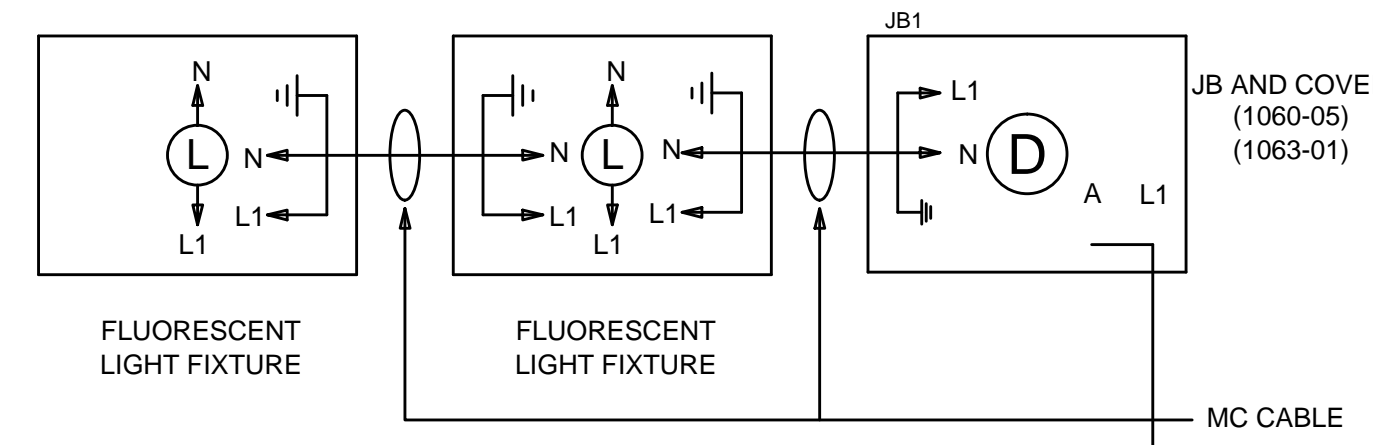 JB1
N
L
L1
N
L1
N
L1
N
L
L1
N
L1
L1
N
D
A
L1
JB AND COVE
(1060-05)
(1063-01)
FLUORESCENT
LIGHT FIXTURE
FLUORESCENT
LIGHT FIXTURE
MC CABLE